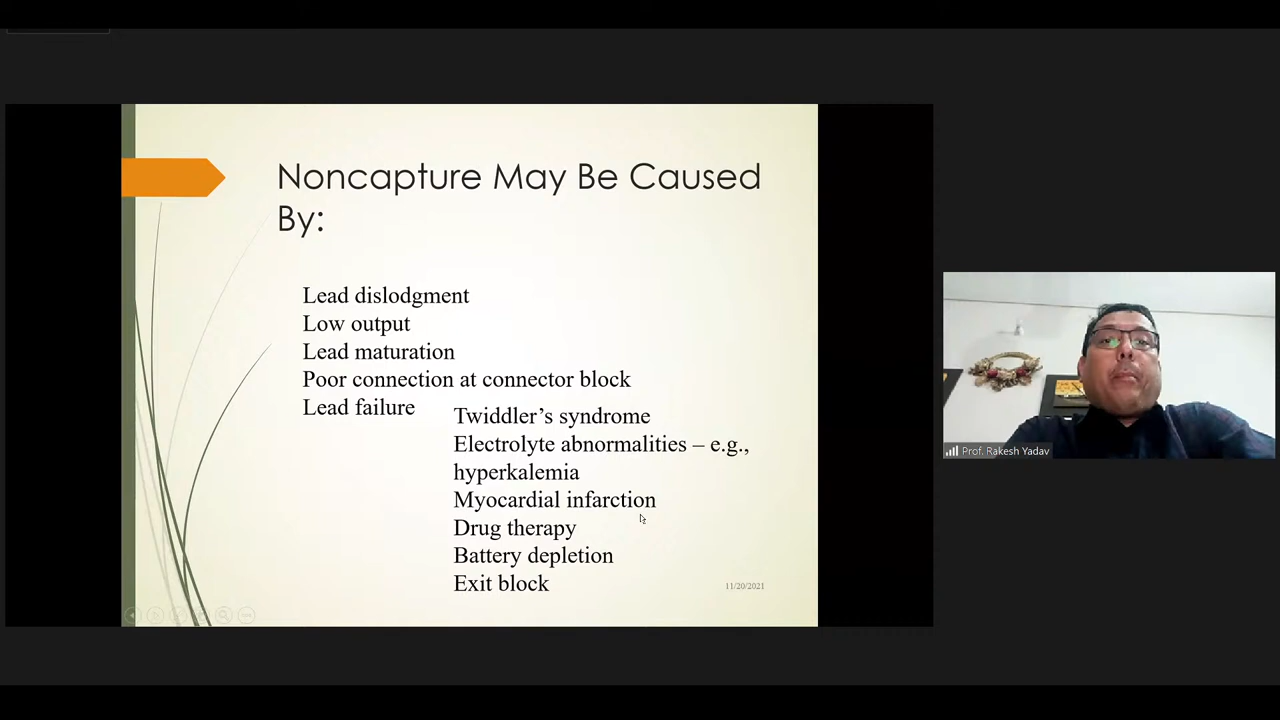 Noncapture May Be Caused
By:
Lead dislodgment
Low output
Lead maturation
Poor connection at connector block
Lead failure
Twiddler’s syndrome
Electrolyte abnormalities – e.g.,
hyperkalemia
Myocardial infarction
Drug therapy
Battery depletion
Exit block
11/20/2021
Prof. Rakesh Yadav